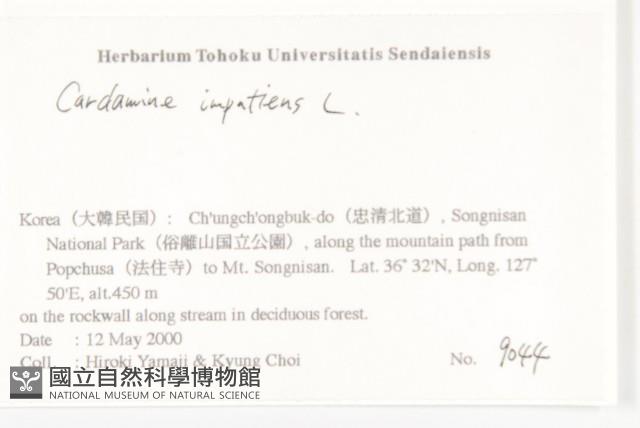 Herbarium Tohoku Universitatis Sendaiensis
Cardamine impatiens L.
Korea（大韓民国）: Ch'ungch'ongbuk-do（忠清北道）, Songnisan
National Park（俗離山国立公園）, along the mountain path from
Popchusa（法住寺）to Mt. Songnisan. Lat. 36° 32'N, Long. 127°
50'E, alt.450 m
on the rockwall along stream in deciduous forest.
Date : 12 May 2000
Coll. : Hiroki Yamaji & Kyung Choi No. 9044
國立自然科學博物館
NATIONAL MUSEUM OF NATURAL SCIENCE